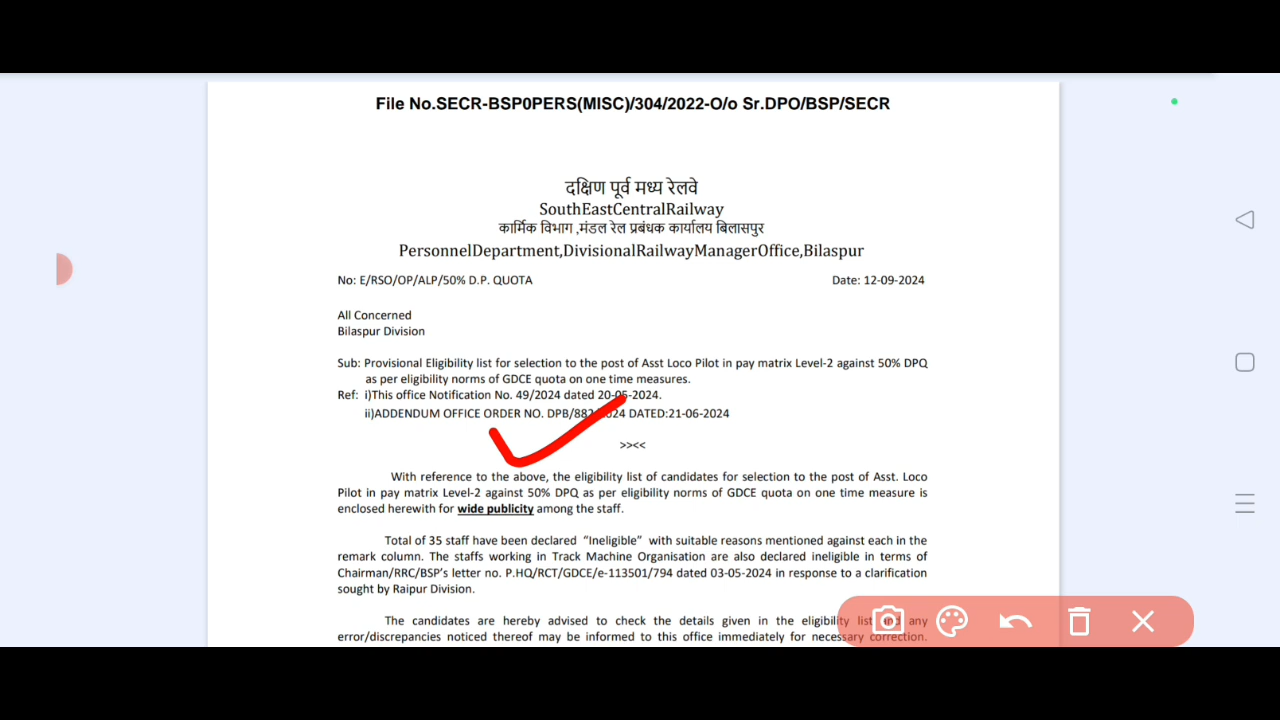 File No.SECR-BSP0PERS(MISC)/304/2022-O/o Sr.DPO/BSP/SECR
दक्षिण पूर्व मध्य रेलवे
SouthEastCentralRailway
कार्मिक विभाग ,मंडल रेल प्रबंधक कार्यालय बिलासपुर
PersonnelDepartment,DivisionalRailwayManagerOffice,Bilaspur
No: E/RSO/OP/ALP/50% D.P. QUOTA Date: 12-09-2024
All Concerned
Bilaspur Division
Sub: Provisional Eligibility list for selection to the post of Asst Loco Pilot in pay matrix Level-2 against 50% DPQ
as per eligibility norms of GDCE quota on one time measures.
Ref: i)This office Notification No. 49/2024 dated 20-05-2024.
ii)ADDENDUM OFFICE ORDER NO. DATED:21-06-2024
>><<
With reference to the above, the eligibility list of candidates for selection to the post of Asst. Loco
Pilot in pay matrix Level-2 against 50% DPQ as per eligibility norms of GDCE quota on one time measure is
enclosed herewith for wide publicity among the staff.
Total of 35 staff have been declared “Ineligible” with suitable reasons mentioned against each in the
remark column. The staffs working in Track Machine Organisation are also declared ineligible in terms of
Chairman/RRC/BSP’s letter no. P.HQ/RCT/GDCE/e-113501/794 dated 03-05-2024 in response to a clarification
sought by Raipur Division.
The candidates are hereby advised to check the details given in the eligibility list and any
error/discrepancies noticed thereof may be informed to this office immediately for necessary correction.